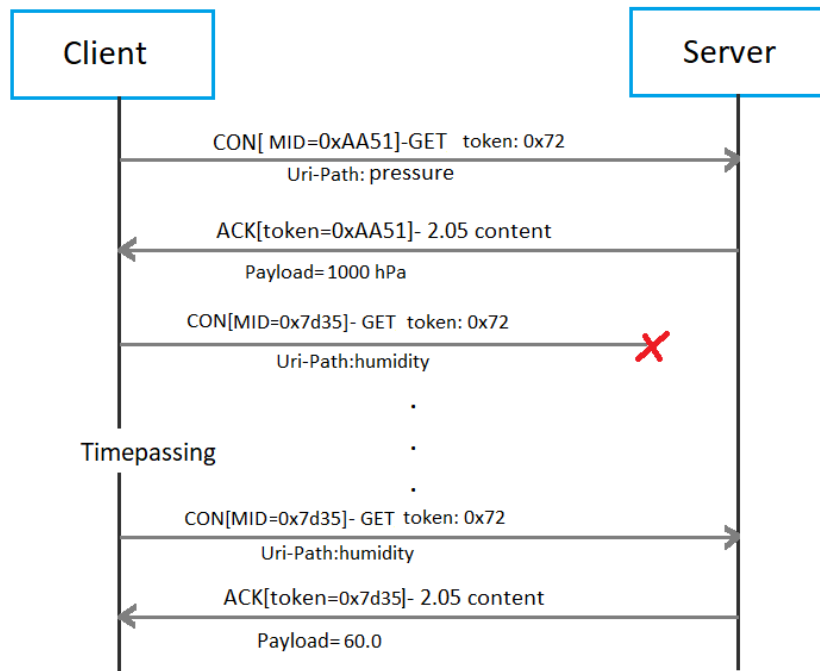 Client
Server
CON[ MID=0xAA51]-GET token: 0x72
Uri-Path: pressure
ACK[token=0xAA51]- 2.05 content
Payload= 1000 hPa
CON[MID=0x7d35]- GET token: 0x72
Uri-Path:humidity
.
.
Timepassing
.
CON[MID=0x7d35]- GET token: 0x72
Uri-Path:humidity
ACK[token=0x7d35]- 2.05 content
Payload= 60.0